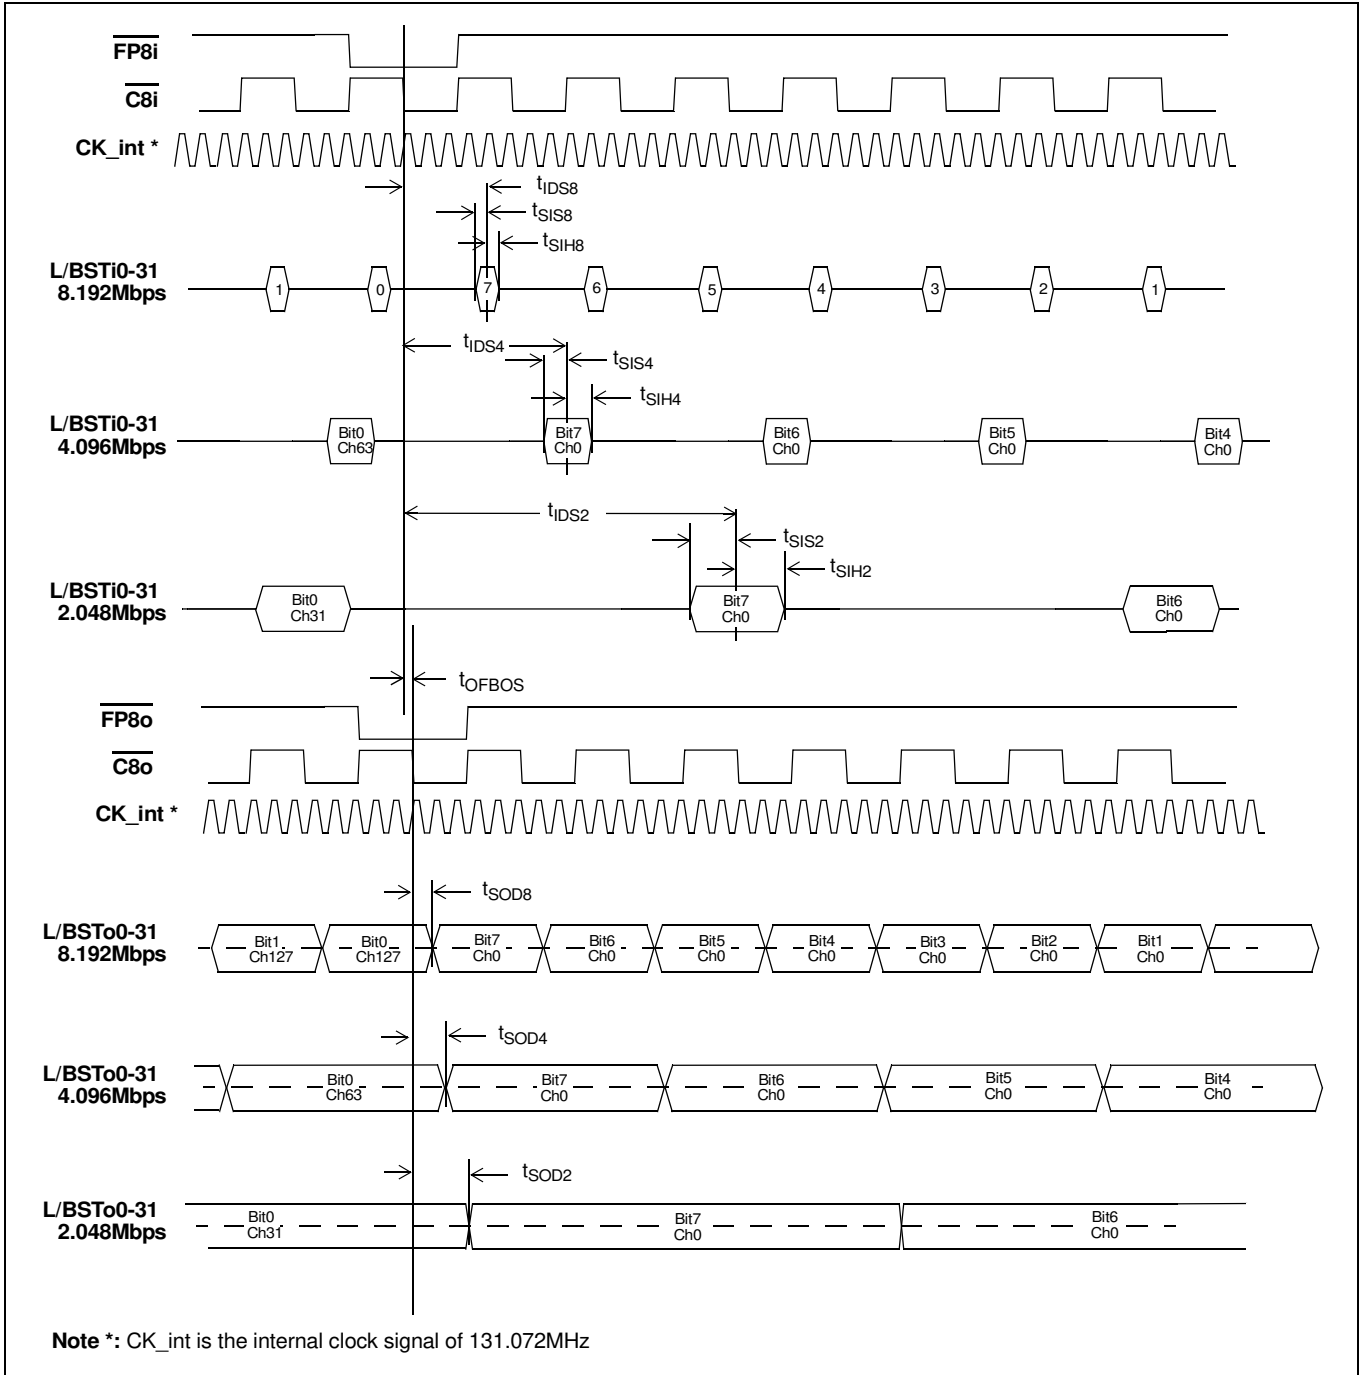 FP8i
C8i
CK_int *
tIDS8
tSIS8
tSIH8
L/BSTi0-31
8.192Mbps
1 0 7 6 5 4 3 2 1
tIDS4
tSIS4
tSIH4
L/BSTi0-31
4.096Mbps
Bit0 Bit7 Bit6 Bit5 Bit4
Ch63 Ch0 Ch0 Ch0 Ch0
tIDS2
tSIS2
tSIH2
L/BSTi0-31
2.048Mbps
Bit0 Bit7 Bit6
Ch31 Ch0 Ch0
tOFBOS
FP8o
C8o
CK_int *
tSOD8
L/BSTo0-31
8.192Mbps
Bit1 Bit0 Bit7 Bit6 Bit5 Bit4 Bit3 Bit2 Bit1
Ch127 Ch127 Ch0 Ch0 Ch0 Ch0 Ch0 Ch0 Ch0
tSOD4
L/BSTo0-31
4.096Mbps
Bit0 Bit7 Bit6 Bit5 Bit4
Ch63 Ch0 Ch0 Ch0 Ch0
tSOD2
L/BSTo0-31
2.048Mbps
Bit0 Bit7 Bit6
Ch31 Ch0 Ch0
Note *: CK_int is the internal clock signal of 131.072MHz